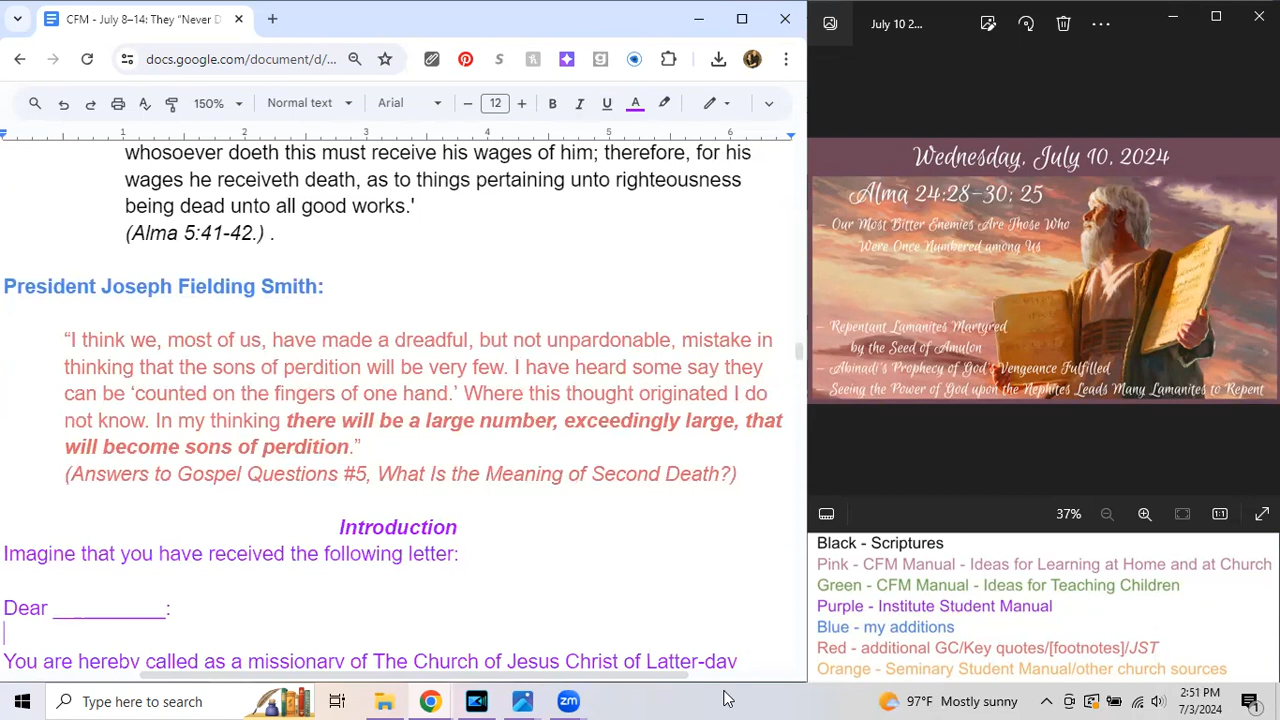 CFM - July 8–14: They “Never D
docs.google.com/document/d/...
150%
Normal text
Arial
12
B I U A
1 2 3 4 5 6
whosoever doeth this must receive his wages of him; therefore, for his
wages he receiveth death, as to things pertaining unto righteousness
being dead unto all good works.'
(Alma 5:41-42.) .
President Joseph Fielding Smith:
“I think we, most of us, have made a dreadful, but not unpardonable, mistake in
thinking that the sons of perdition will be very few. I have heard some say they
can be ‘counted on the fingers of one hand.’ Where this thought originated I do
not know. In my thinking there will be a large number, exceedingly large, that
will become sons of perdition.”
(Answers to Gospel Questions #5, What Is the Meaning of Second Death?)
Introduction
Imagine that you have received the following letter:
Dear __________:
You are hereby called as a missionary of The Church of Jesus Christ of Latter-day
July 10 2...
Wednesday, July 10, 2024
Alma 24:28-30; 25
Our Most Bitter Enemies Are Those Who
Were Once Numbered among Us
- Repentant Lamanites Martyred
by the Seed of Amulon
- Abinadi's Prophecy of God's Vengeance Fulfilled
- Seeing the Power of God upon the Nephites Leads Many Lamanites to Repent
37%
1:1
Black - Scriptures
Pink - CFM Manual - Ideas for Learning at Home and at Church
Green - CFM Manual - Ideas for Teaching Children
Purple - Institute Student Manual
Blue - my additions
Red - additional GC/Key quotes/[footnotes]/JST
Orange - Seminary Student Manual/other church sources
Type here to search
zm
97°F Mostly sunny
2:51 PM
7/3/2024
1